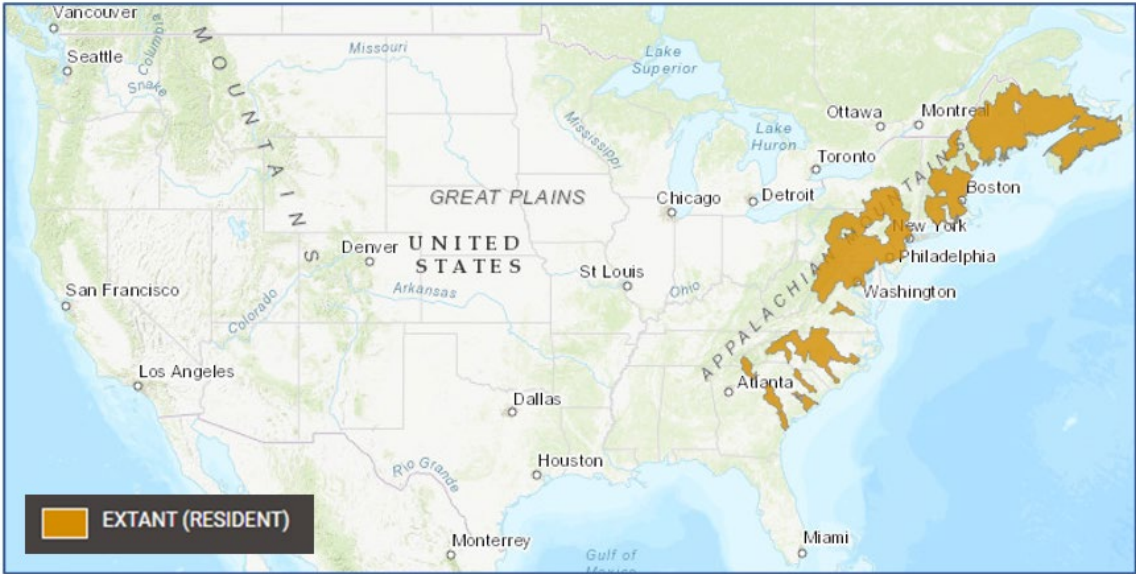 Vancouver
Seattle
Columbia
Snake
MOUNTAINS
Missouri
Mississippi
Lake
Superior
Lake
Huron
Ottawa
Montreal
Toronto
Boston
Chicago
Detroit
GREAT PLAINS
New York
Philadelphia
Denver
UNITED
STATES
St Louis
Ohio
APPALACHIAN MOUNTAINS
Washington
San Francisco
Colorado
Arkansas
Los Angeles
Atlanta
Dallas
Houston
Rio Grande
Monterrey
Miami
Gulf of
EXTANT (RESIDENT)